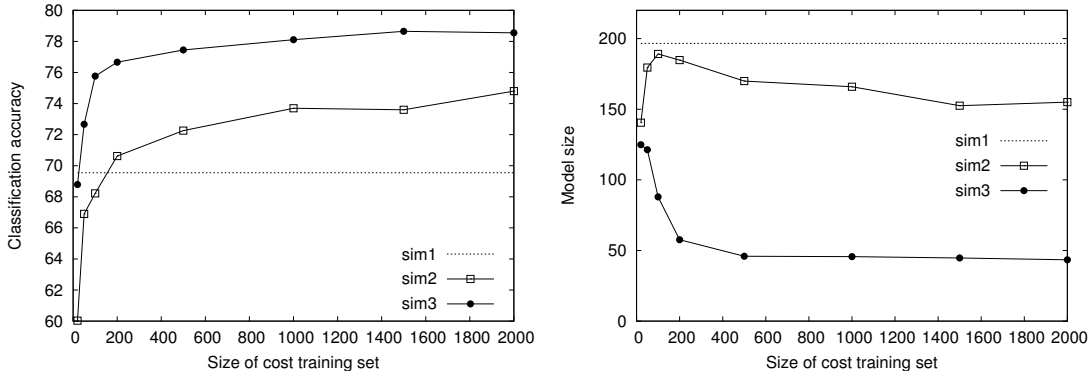 80
78
76
74
72
70
68
66
64
62
60
Classification accuracy
sim1
sim2
sim3
0 200 400 600 800 1000 1200 1400 1600 1800 2000
Size of cost training set
200
150
100
50
0
Model size
sim1
sim2
sim3
0 200 400 600 800 1000 1200 1400 1600 1800 2000
Size of cost training set